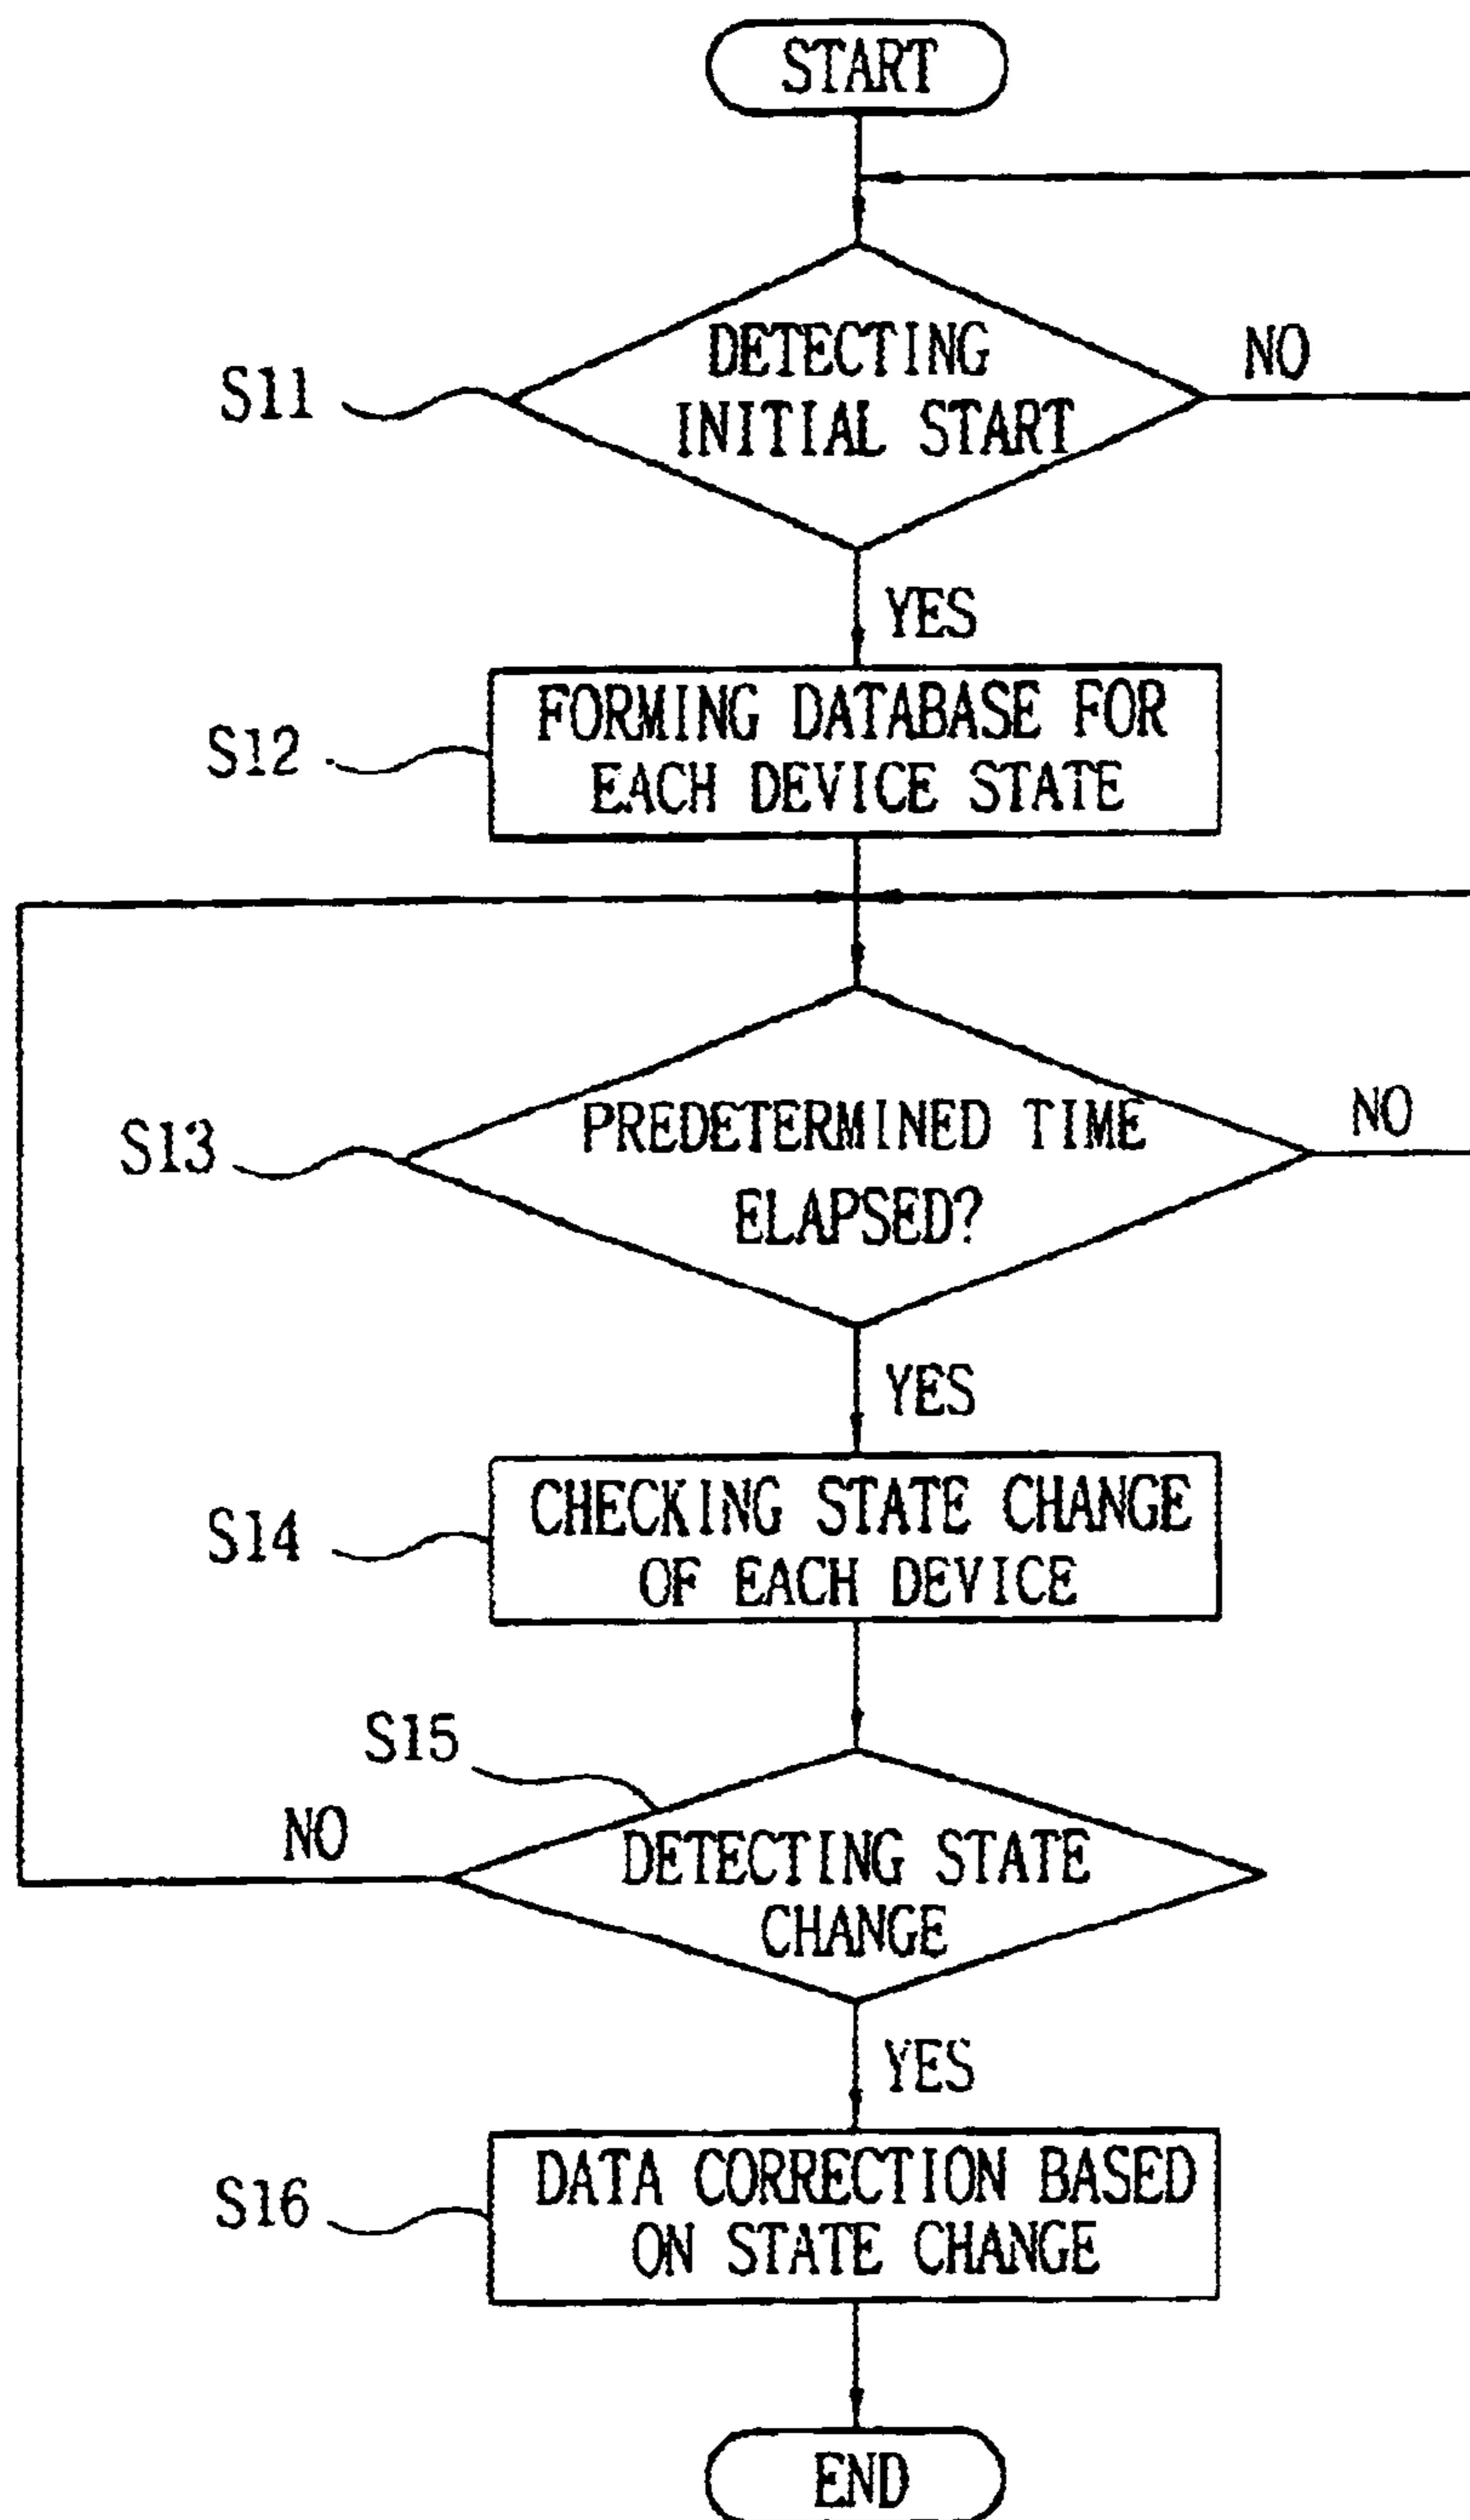 START
DETECTING
INITIAL START
NO
S11
YES
FORMING DATABASE FOR
EACH DEVICE STATE
S12
PREDETERMINED TIME
ELAPSED?
NO
S13
YES
CHECKING STATE CHANGE
OF EACH DEVICE
S14
S15
NO
DETECTING STATE
CHANGE
YES
DATA CORRECTION BASED
ON STATE CHANGE
S16
END